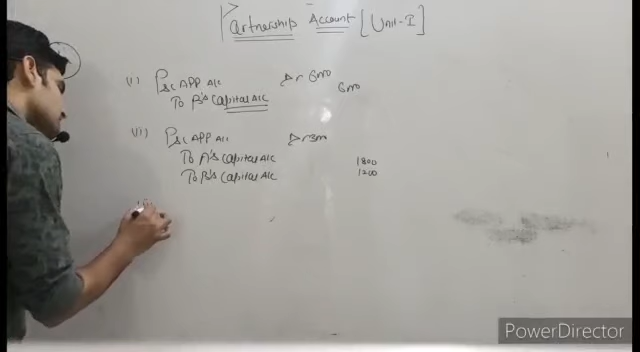 Partnership Account [Unit-I]
(i) P&L APP A/c Dr 6000
To B's Capital A/c 6000
(ii) P&L APP A/c Dr 3000
To A's Capital A/c 1800
To B's Capital A/c 1200
PowerDirector